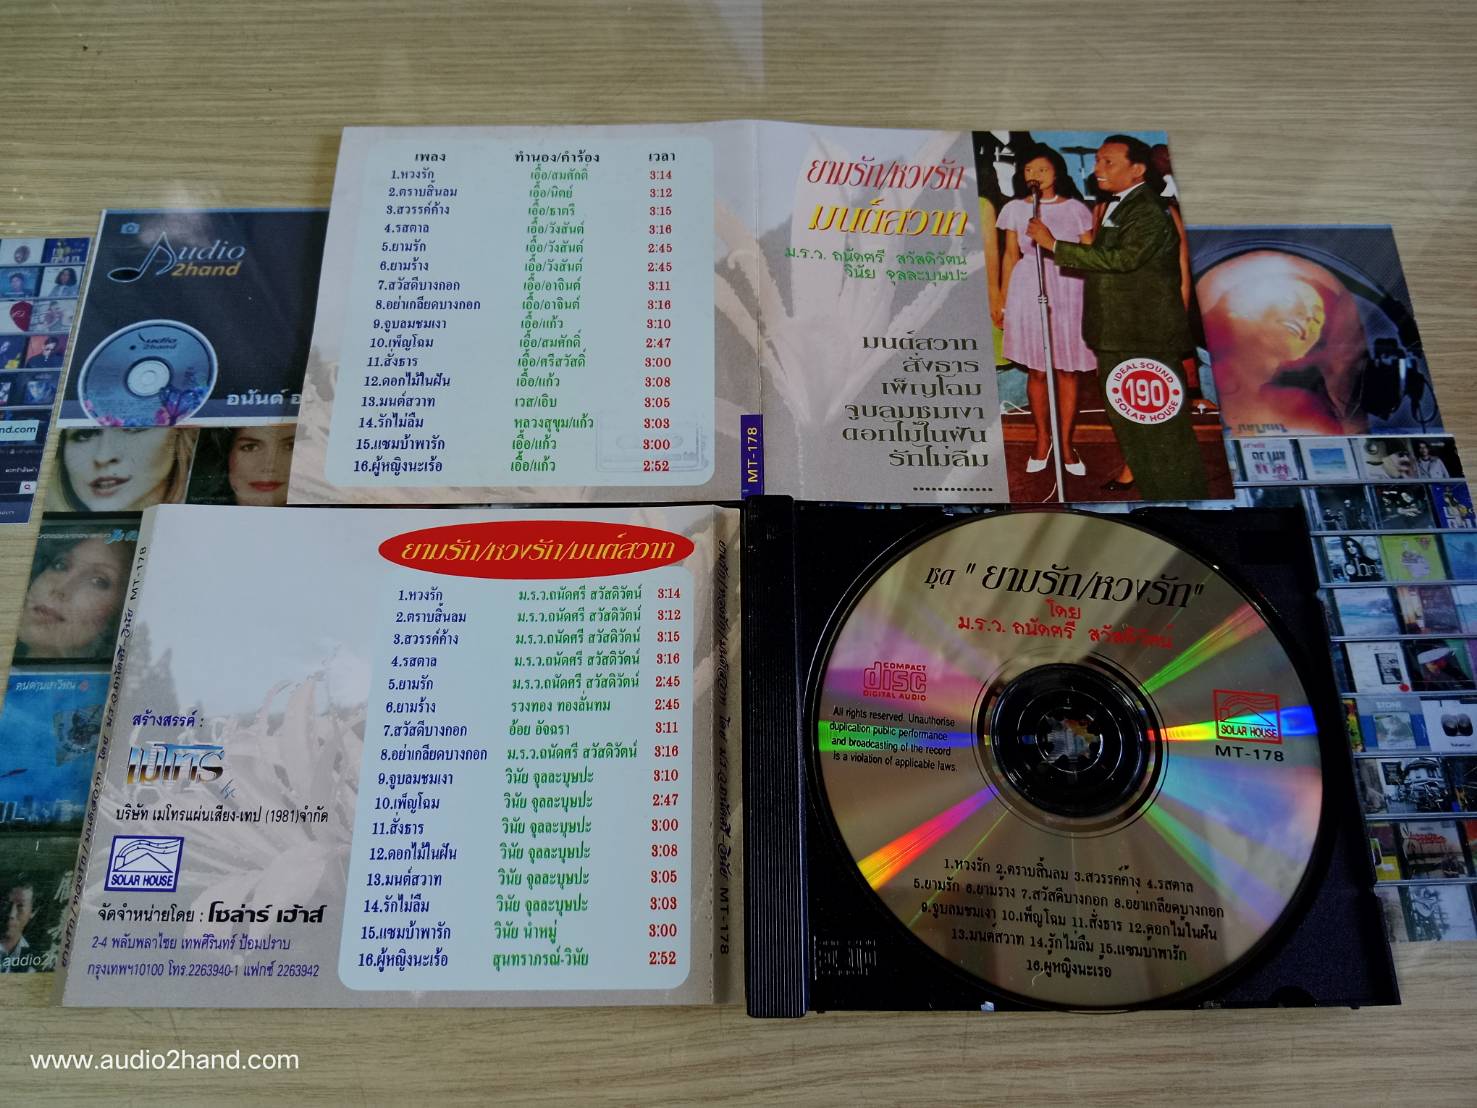 เพลง ทำนอง/คำร้อง เวลา
1.หวงรัก เอื้อ/สมศักดิ์ 3:14
2.ตราบสิ้นลม เอื้อ/นิตย์ 3:12
3.สวรรค์ค้าง เอื้อ/ธาตรี 3:15
4.รสตาล เอื้อ/วังสันต์ 3:16
5.ยามรัก เอื้อ/วังสันต์ 2:45
6.ยามร้าง เอื้อ/วังสันต์ 2:45
7.สวัสดีบางกอก เอื้อ/อาจินต์ 3:11
8.อย่าเกลียดบางกอก เอื้อ/อาจินต์ 3:16
9.จูบลมชมเงา เอื้อ/แก้ว 3:10
10.เพ็ญโฉม เอื้อ/สมศักดิ์ 2:47
11.สั่งธาร เอื้อ/ศรีสวัสดิ์ 3:00
12.ดอกไม้ในฝัน เอื้อ/แก้ว 3:08
13.มนต์สวาท เวส/เอิบ 3:05
14.รักไม่ลืม หลวงสุขุม/แก้ว 3:03
15.แซมบ้าพารัก เอื้อ/แก้ว 3:00
16.ผู้หญิงนะเร้อ เอื้อ/แก้ว 2:52
MT-178
ยามรัก/หวงรัก
มนต์สวาท
ม.ร.ว. ถนัดศรี สวัสดิวัตน์
วินัย จุลละบุษปะ
มนต์สวาท
สั่งธาร
เพ็ญโฉม
จูบลมชมเงา
ดอกไม้ในฝัน
รักไม่ลืม
.............
IDEAL SOUND
190
SOLAR HOUSE
Audio
2hand
Audio
2hand
อนันต์
nd.com
คนด่านเกวียน
audio2
MT-178
ยามรัก/หวงรัก/มนต์สวาท
1.หวงรัก ม.ร.ว.ถนัดศรี สวัสดิวัตน์ 3:14
2.ตราบสิ้นลม ม.ร.ว.ถนัดศรี สวัสดิวัตน์ 3:12
3.สวรรค์ค้าง ม.ร.ว.ถนัดศรี สวัสดิวัตน์ 3:15
4.รสตาล ม.ร.ว.ถนัดศรี สวัสดิวัตน์ 3:16
5.ยามรัก ม.ร.ว.ถนัดศรี สวัสดิวัตน์ 2:45
6.ยามร้าง รวงทอง ทองลั่นทม 2:45
7.สวัสดีบางกอก อ้อย อัจฉรา 3:11
8.อย่าเกลียดบางกอก ม.ร.ว.ถนัดศรี สวัสดิวัตน์ 3:16
9.จูบลมชมเงา วินัย จุลละบุษปะ 3:10
10.เพ็ญโฉม วินัย จุลละบุษปะ 2:47
11.สั่งธาร วินัย จุลละบุษปะ 3:00
12.ดอกไม้ในฝัน วินัย จุลละบุษปะ 3:08
13.มนต์สวาท วินัย จุลละบุษปะ 3:05
14.รักไม่ลืม วินัย จุลละบุษปะ 3:03
15.แซมบ้าพารัก วินัย นำหมู่ 3:00
16.ผู้หญิงนะเร้อ สุนทราภรณ์-วินัย 2:52
สร้างสรรค์ :
เมโทร
บริษัท เมโทรแผ่นเสียง-เทป (1981)จำกัด
SOLAR HOUSE
จัดจำหน่ายโดย : โซล่าร์ เฮ้าส์
2-4 พลับพลาไชย เทพศิรินทร์ ป้อมปราบ
กรุงเทพฯ10100 โทร.2263940-1 แฟกซ์ 2263942
MT-178
ชุด " ยามรัก/หวงรัก"
โดย
ม.ร.ว. ถนัดศรี สวัสดิวัตน์
COMPACT
disc
DIGITAL AUDIO
All rights reserved. Unauthorise
duplication public performance
and broadcasting of the record
is a violation of applicable laws.
SOLAR HOUSE
MT-178
1.หวงรัก 2.ตราบสิ้นลม 3.สวรรค์ค้าง 4.รสตาล
5.ยามรัก 6.ยามร้าง 7.สวัสดีบางกอก 8.อย่าเกลียดบางกอก
9.จูบลมชมเงา 10.เพ็ญโฉม 11.สั่งธาร 12.ดอกไม้ในฝัน
13.มนต์สวาท 14.รักไม่ลืม 15.แซมบ้าพารัก
16.ผู้หญิงนะเร้อ
www.audio2hand.com